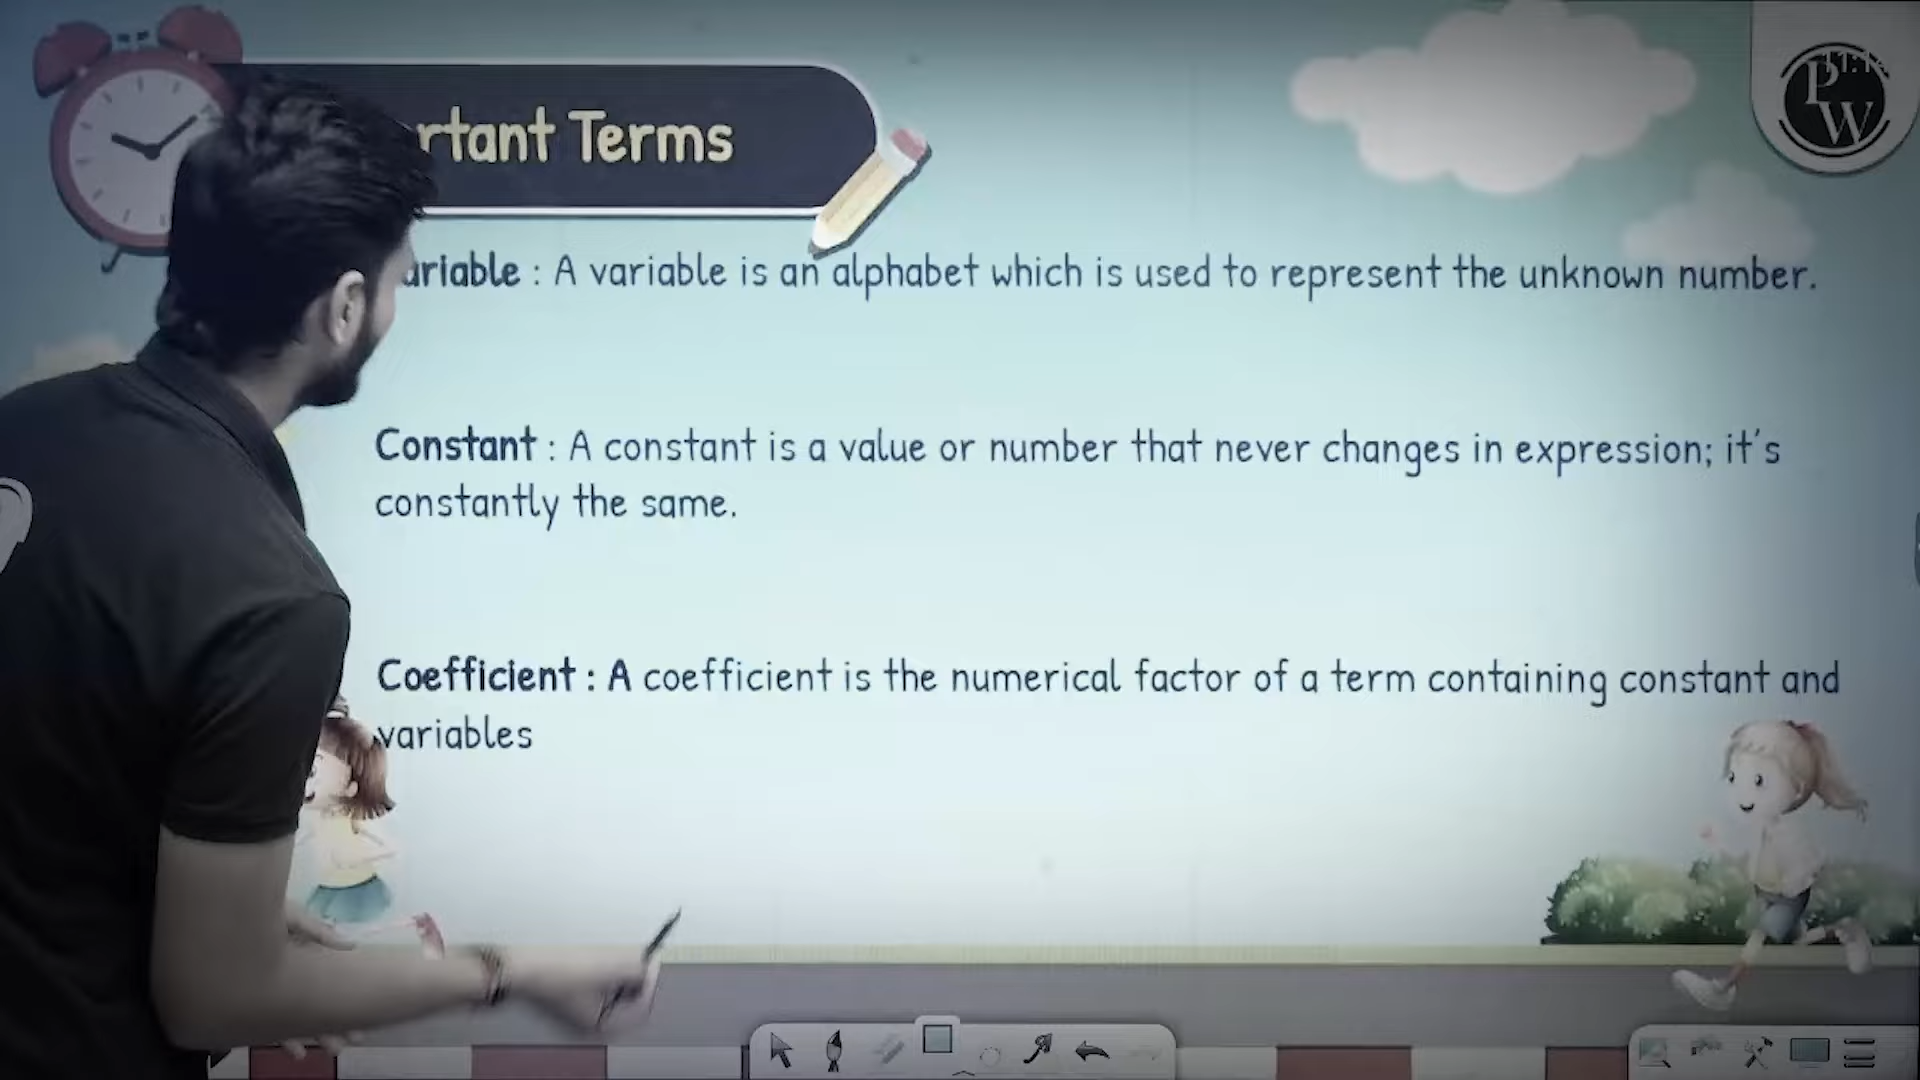 rtant Terms
PW
ariable : A variable is an alphabet which is used to represent the unknown number.
Constant : A constant is a value or number that never changes in expression; it's
constantly the same.
Coefficient : A coefficient is the numerical factor of a term containing constant and
variables